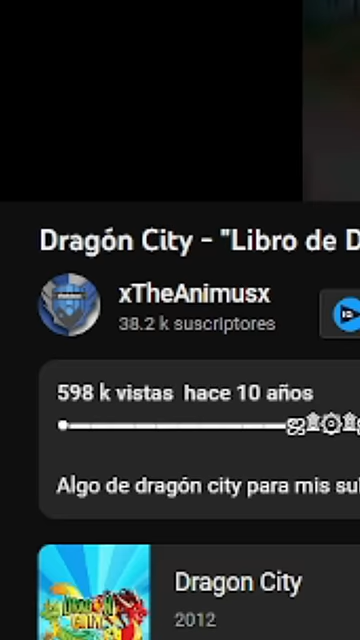 Dragón City - "Libro de D
xTheAnimusx
38.2 k suscriptores
598 k vistas hace 10 años
Algo de dragón city para mis su
Dragon City
2012